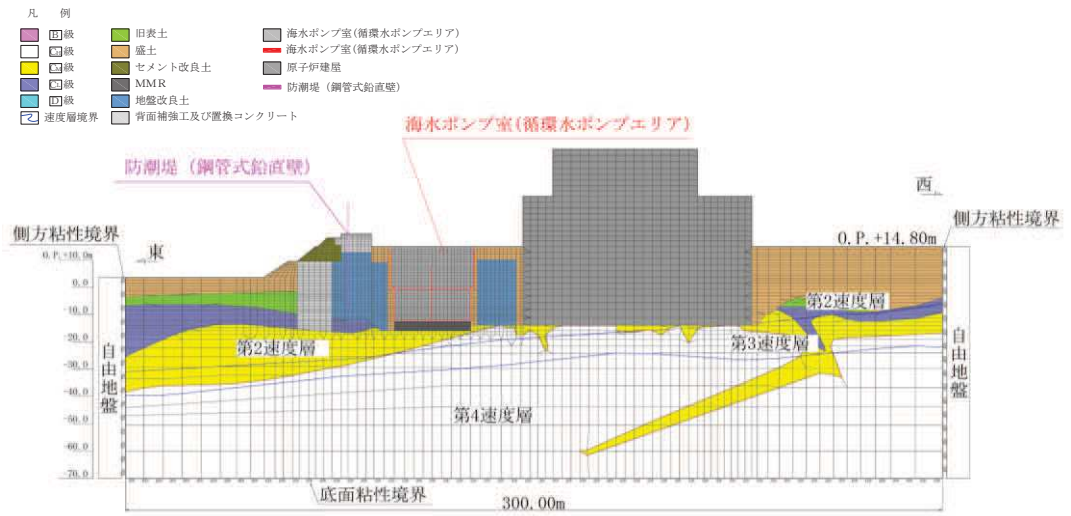 凡 例
B級
CH級
CM級
CL級
D級
速度層境界
旧表土
盛土
セメント改良土
MMR
地盤改良土
背面補強工及び置換コンクリート
海水ポンプ室(循環水ポンプエリア)
海水ポンプ室(循環水ポンプエリア)
原子炉建屋
防潮堤 (鋼管式鉛直壁)
海水ポンプ室(循環水ポンプエリア)
防潮堤 (鋼管式鉛直壁)
西
側方粘性境界
側方粘性境界
東
O.P.+14.80m
O.P.+10.0m
0.0
-10.0
-20.0
-30.0
-40.0
-50.0
-60.0
-70.0
自由地盤
第2速度層
第2速度層
第3速度層
第4速度層
自由地盤
底面粘性境界
300.00m